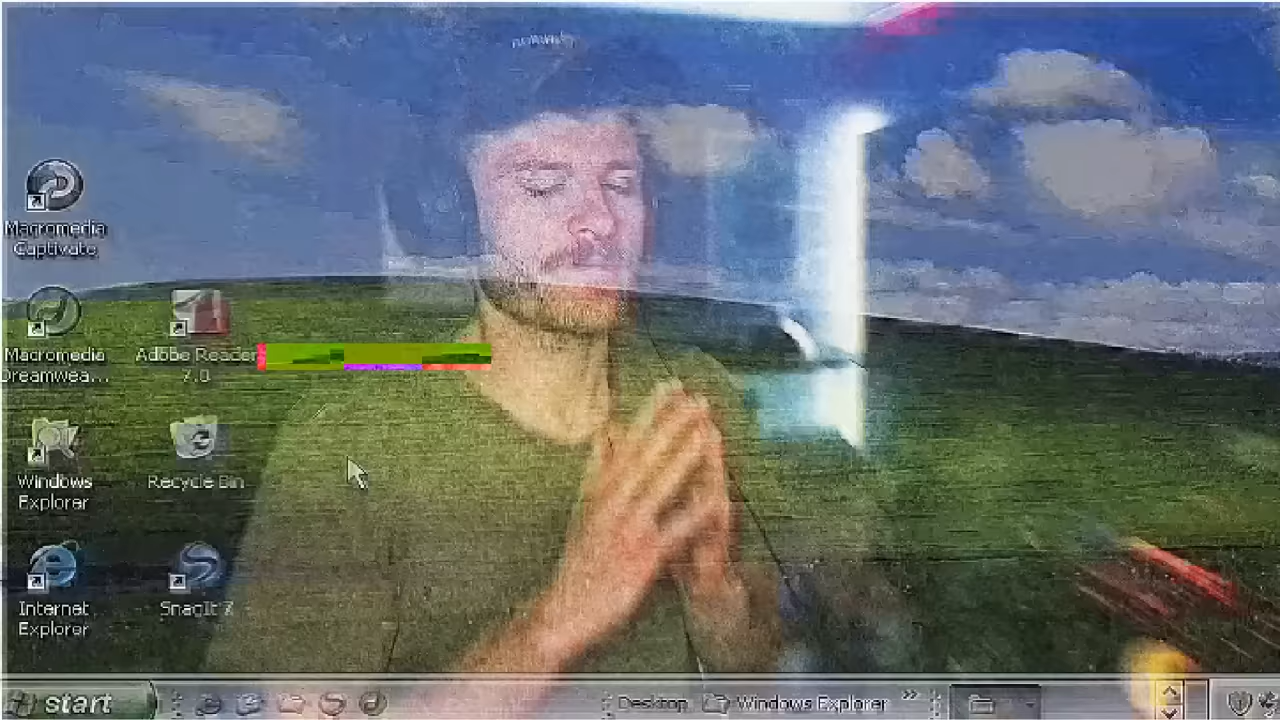 Macromedia
Captivate
Macromedia
Dreamwea...
Adobe Reader
7.0
Windows
Explorer
Recycle Bin
Internet
Explorer
SnagIt 7
start
Desktop
Windows Explorer